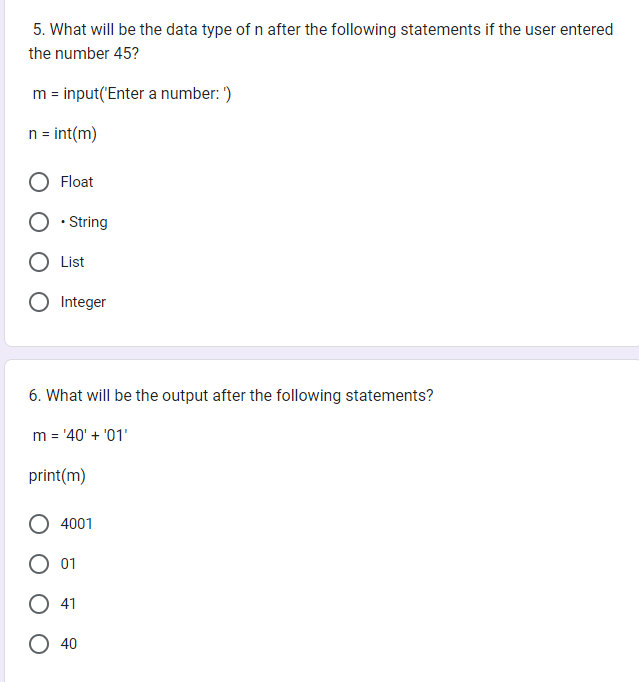 5. What will be the data type of n after the following statements if the user entered
the number 45?
m = input('Enter a number: ')
n = int(m)
Float
• String
List
Integer
6. What will be the output after the following statements?
m = '40' + '01'
print(m)
4001
01
41
40